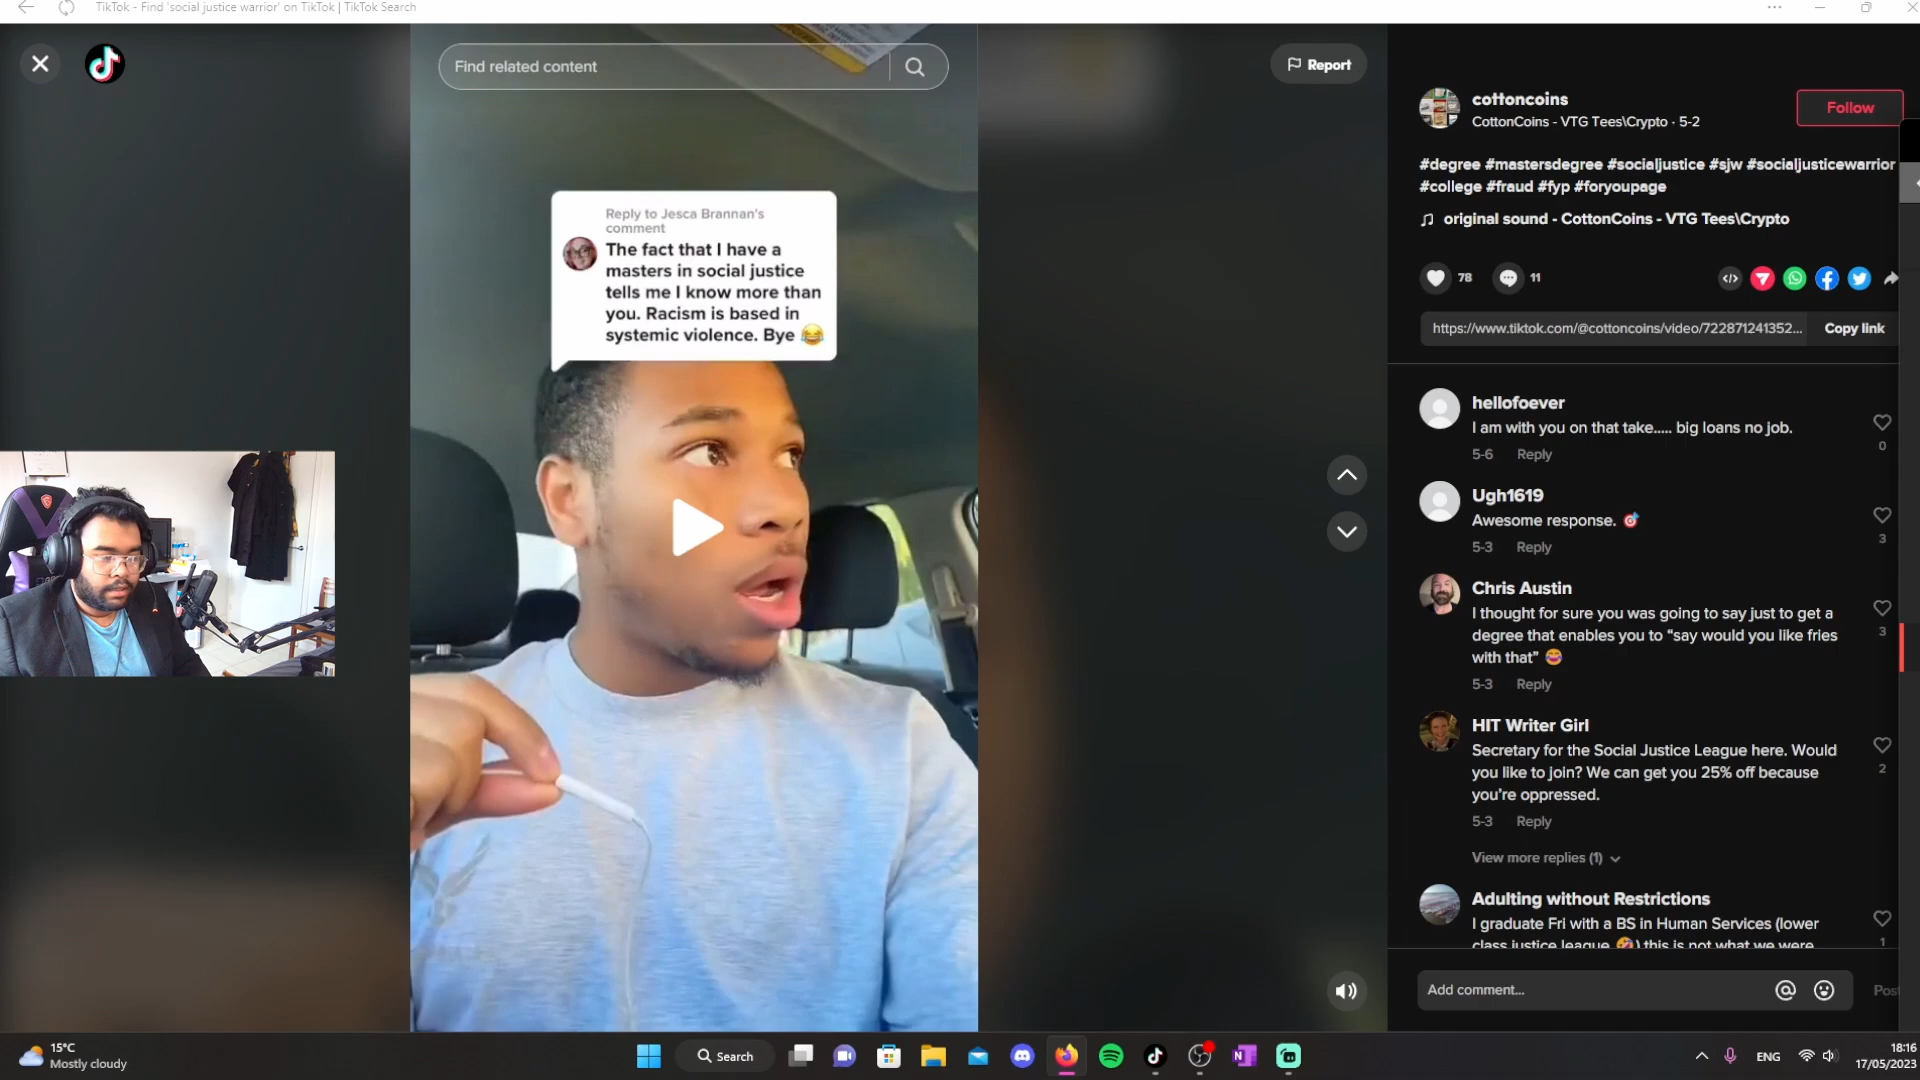 TikTok - Find 'social justice warrior' on TikTok | TikTok Search
Find related content
Report
Reply to Jesca Brannan's
comment
The fact that I have a
masters in social justice
tells me I know more than
you. Racism is based in
systemic violence. Bye 😂
cottoncoins
CottonCoins - VTG Tees\Crypto · 5-2
Follow
#degree #mastersdegree #socialjustice #sjw #socialjusticewarrior
#college #fraud #fyp #foryoupage
original sound - CottonCoins - VTG Tees\Crypto
78
11
https://www.tiktok.com/@cottoncoins/video/722871241352...
Copy link
hellofoever
I am with you on that take..... big loans no job.
0
5-6 Reply
Ugh1619
Awesome response. 🎯
3
5-3 Reply
Chris Austin
I thought for sure you was going to say just to get a
degree that enables you to "say would you like fries
with that" 😂
3
5-3 Reply
HIT Writer Girl
Secretary for the Social Justice League here. Would
you like to join? We can get you 25% off because
you're oppressed.
2
5-3 Reply
View more replies (1)
Adulting without Restrictions
I graduate Fri with a BS in Human Services (lower
class justice league 🤣) this is not what we were
1
Add comment...
15°C
Mostly cloudy
Search
ENG
18:16
17/05/2023